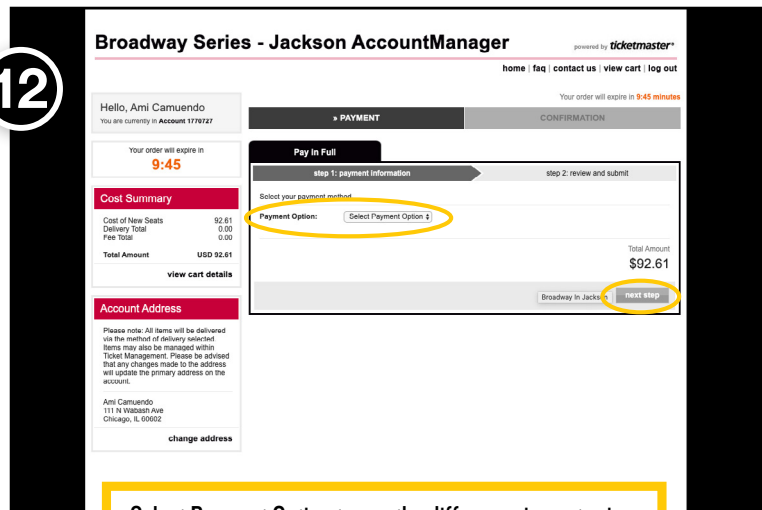 Broadway Series - Jackson AccountManager
powered by ticketmaster®
home | faq | contact us | view cart | log out
12
Your order will expire in 9:45 minutes
Hello, Ami Camuendo
You are currently in Account 1770727
» PAYMENT
CONFIRMATION
Your order will expire in
9:45
Pay in Full
step 1: payment information
step 2: review and submit
Select your payment method
Payment Option:
Select Payment Option
Cost Summary
Cost of New Seats 92.61
Delivery Total 0.00
Fee Total 0.00
Total Amount USD 92.61
view cart details
Total Amount
$92.61
Broadway In Jackson
next step
Account Address
Please note: All items will be delivered
via the method of delivery selected.
Items may also be managed within
Ticket Management. Please be advised
that any changes made to the address
will update the primary address on the
account.
Ami Camuendo
111 N Wabash Ave
Chicago, IL 60602
change address